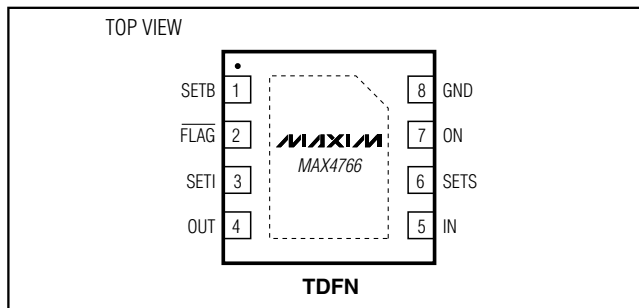 TOP VIEW
SETB 1 8 GND
FLAG 2 MAXIM 7 ON
MAX4766
SETI 3 6 SETS
OUT 4 5 IN
TDFN